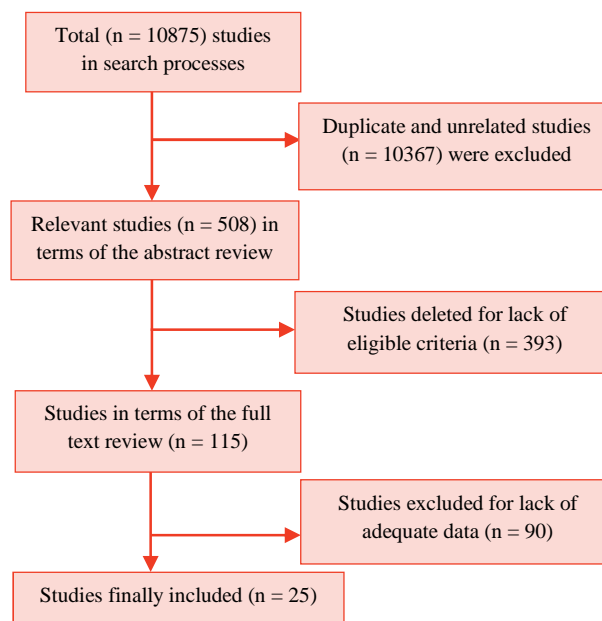 Total (n = 10875) studies
in search processes
Duplicate and unrelated studies
(n = 10367) were excluded
Relevant studies (n = 508) in
terms of the abstract review
Studies deleted for lack of
eligible criteria (n = 393)
Studies in terms of the full
text review (n = 115)
Studies excluded for lack of
adequate data (n = 90)
Studies finally included (n = 25)